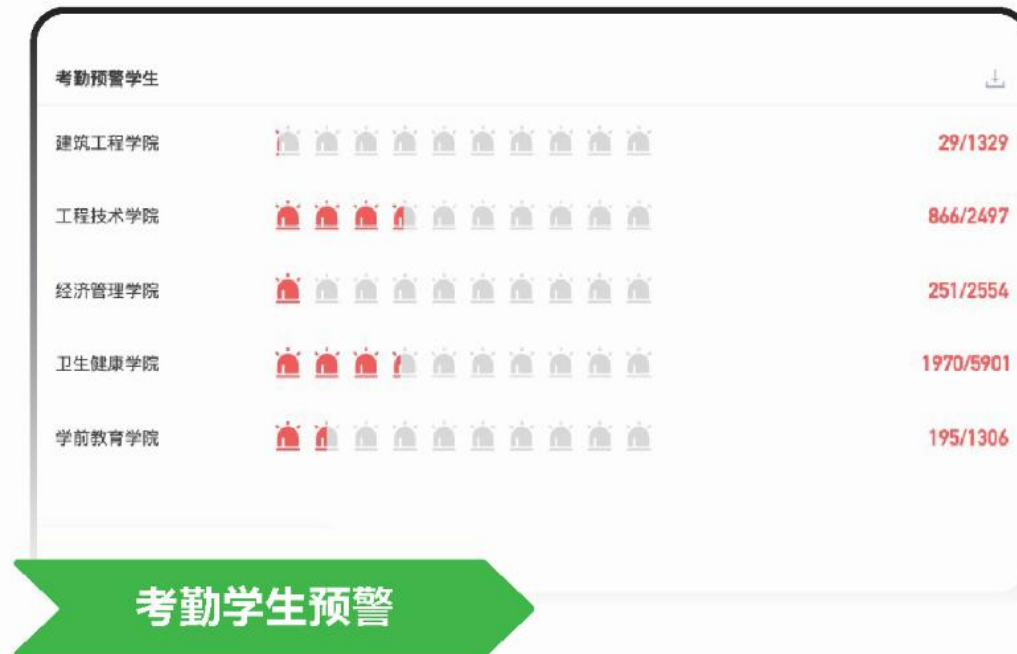 考勤预警学生
建筑工程学院 29/1329
工程技术学院 866/2497
经济管理学院 251/2554
卫生健康学院 1970/5901
学前教育学院 195/1306
考勤学生预警